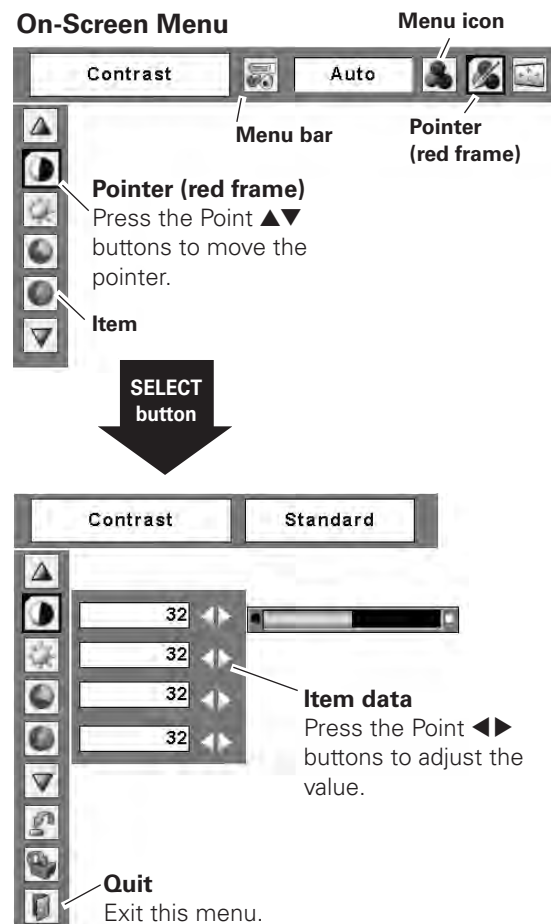 On-Screen Menu
Menu icon
Contrast
Auto
Menu bar
Pointer
(red frame)
Pointer (red frame)
Press the Point ▲▼
buttons to move the
pointer.
Item
SELECT
button
Contrast
Standard
32
32
32
32
Item data
Press the Point ◀▶
buttons to adjust the
value.
Quit
Exit this menu.